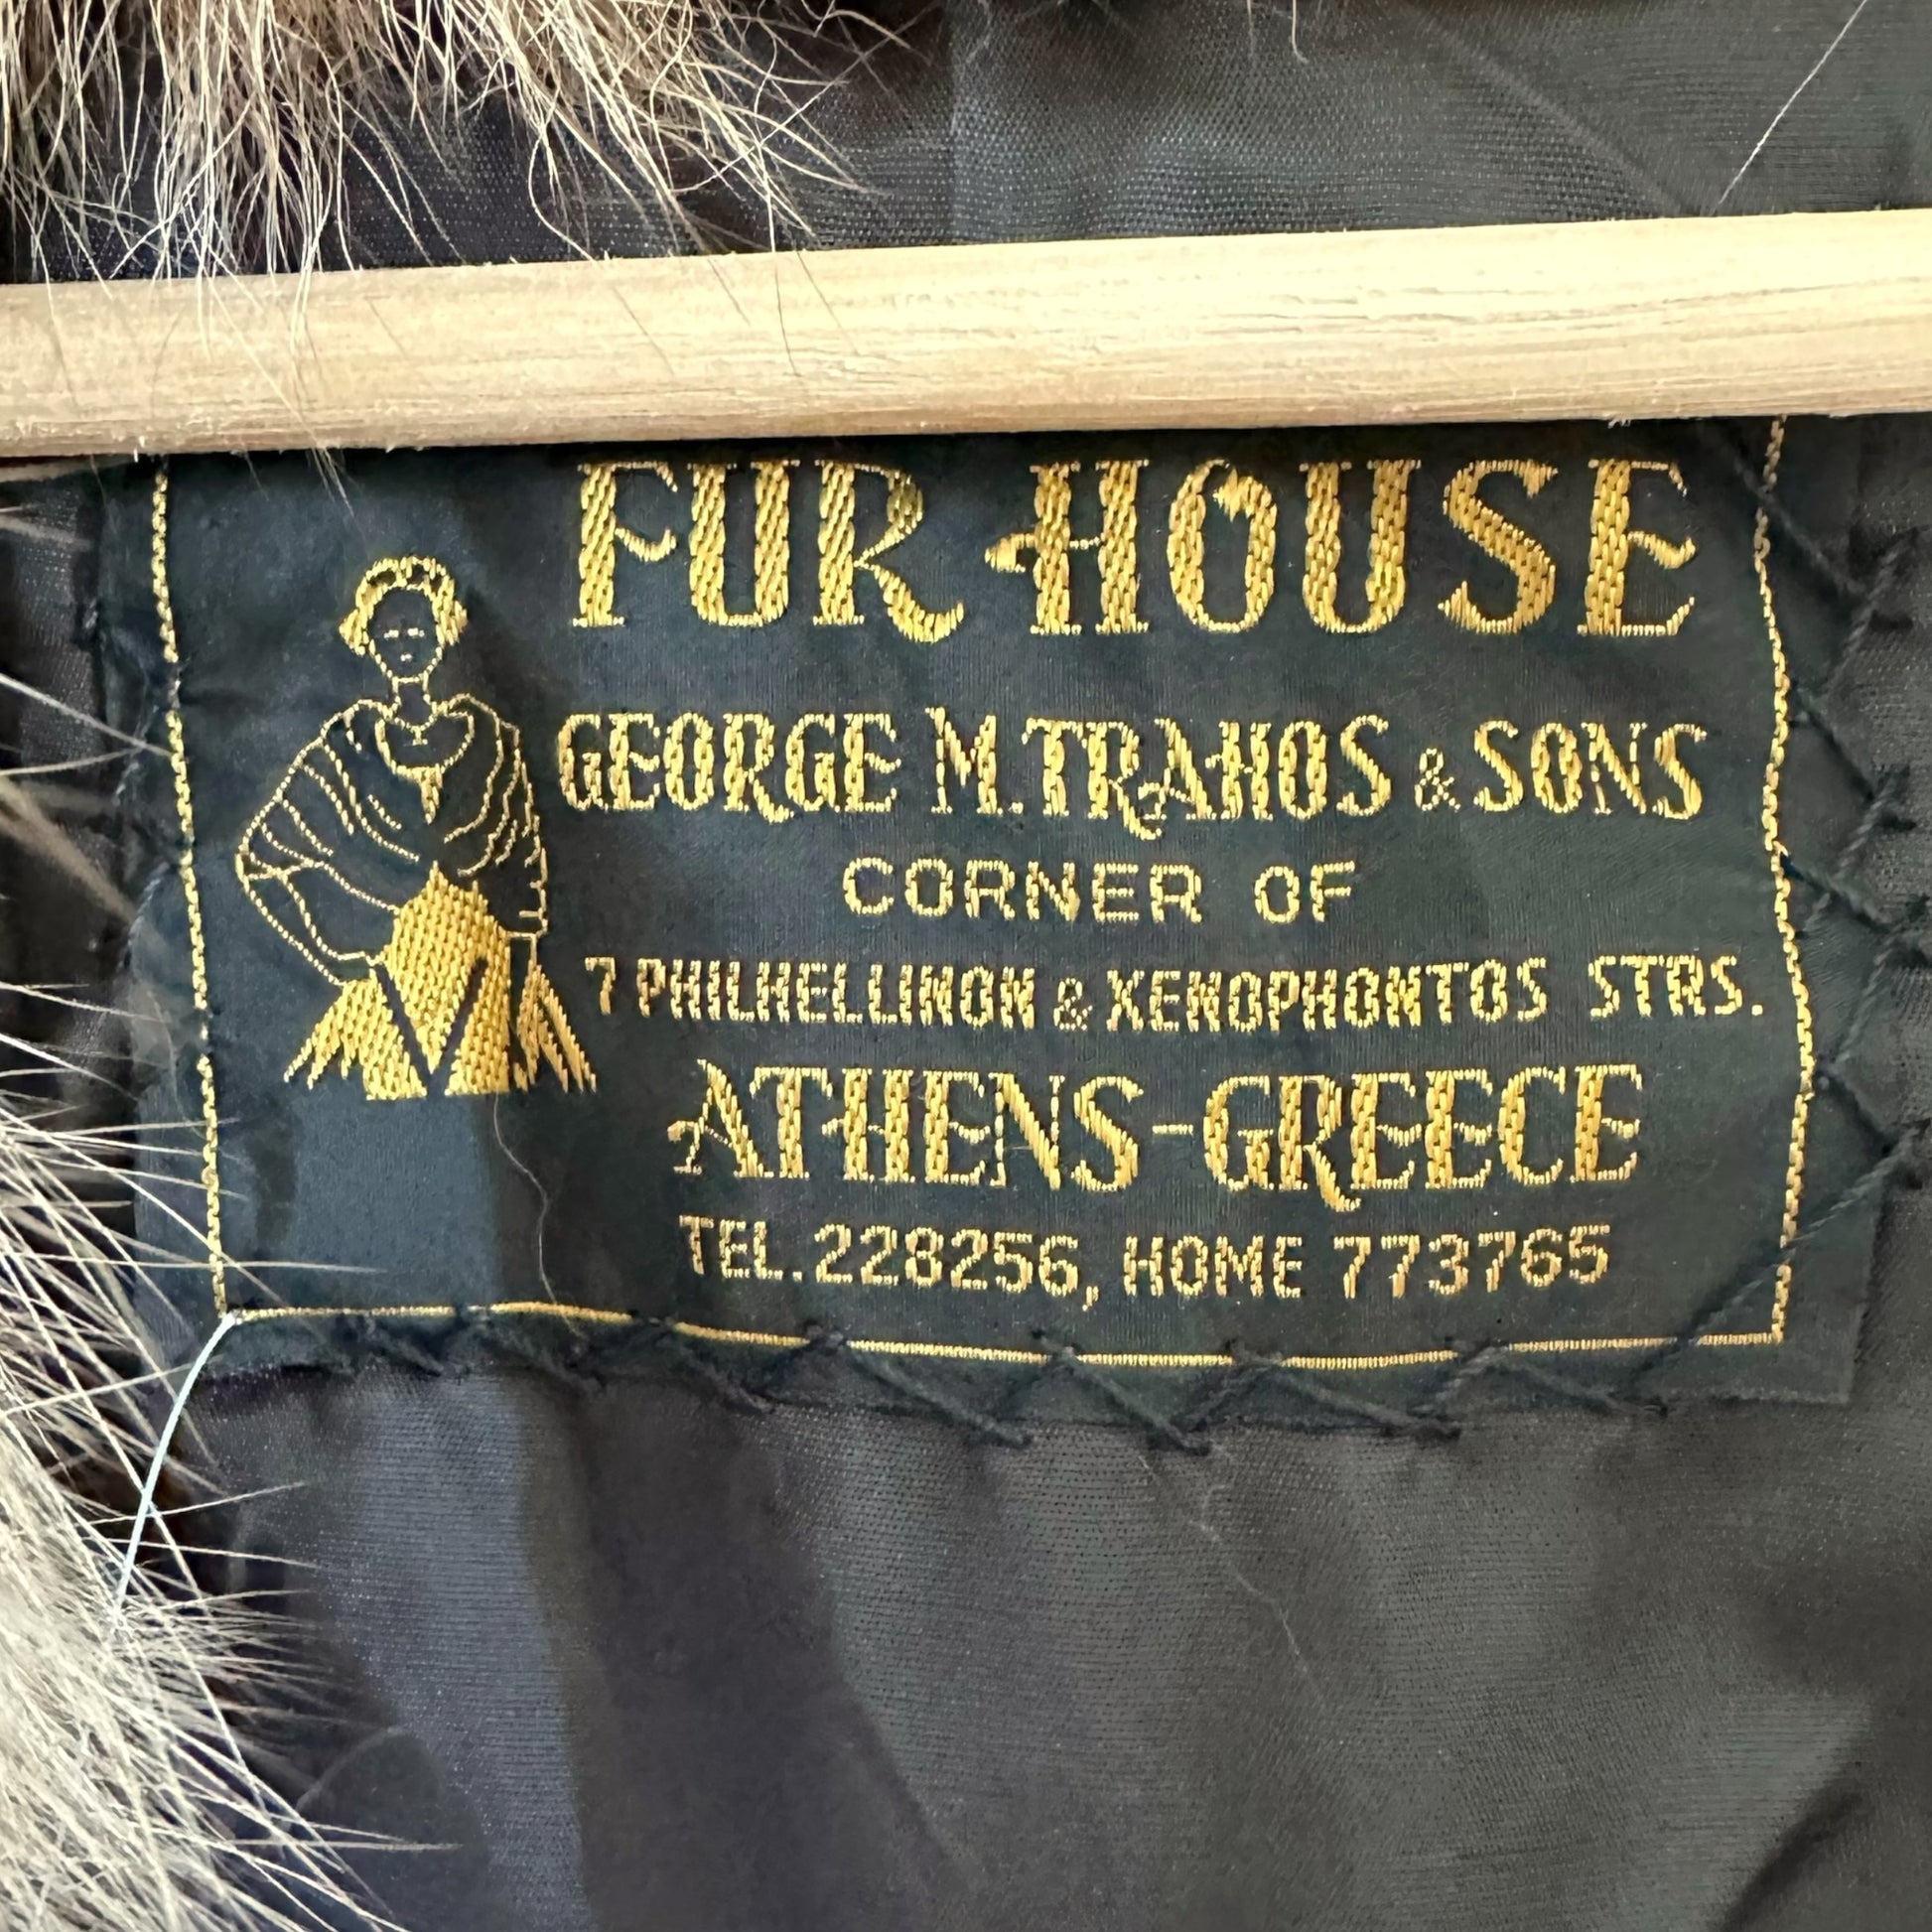 FUR HOUSE
GEORGE M. TRAHOS & SONS
CORNER OF
7 PHILHELLINON & XENOPHONTOS STRS.
ATHENS-GREECE
TEL. 228256, HOME 773765